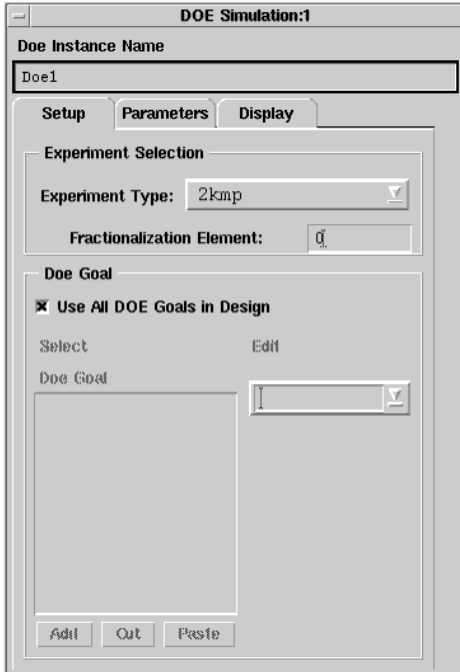 DOE Simulation:1
Doe Instance Name
Doe1
Setup Parameters Display
Experiment Selection
Experiment Type: 2kmp
Fractionalization Element: 0
Doe Goal
Use All DOE Goals in Design
Select Edit
Doe Goal
Add Cut Paste